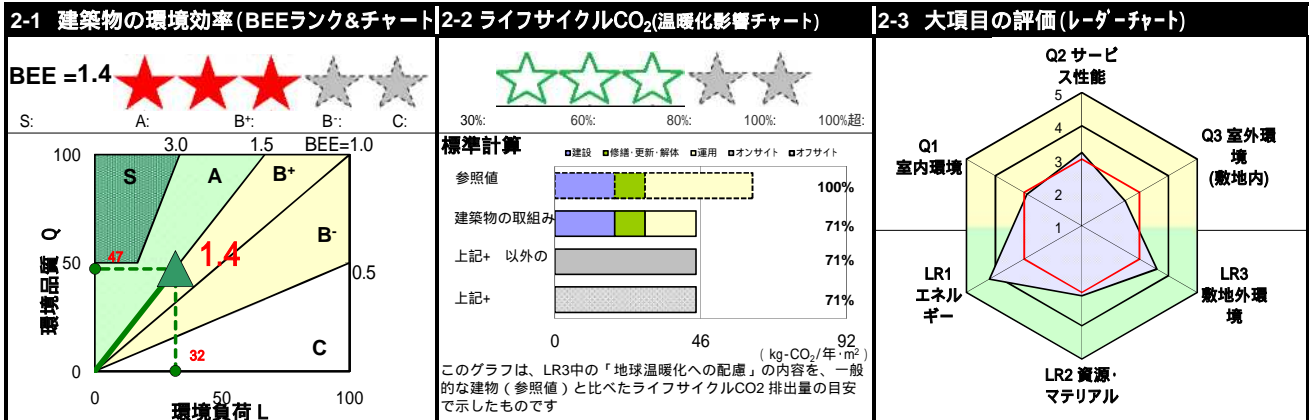 2-1 建築物の環境効率(BEEランク&チャート
BEE =1.4
S: A: B⁺: B⁻: C:
3.0 1.5 BEE=1.0
100
S A B⁺
B⁻
環境品質 Q
50
47
1.4
0.5
32
C
0
0 50 100
環境負荷 L
2-2 ライフサイクルCO₂(温暖化影響チャート)
30%: 60%: 80%: 100%: 100%超:
標準計算
建設 修繕・更新・解体 運用 オンサイト オフサイト
参照値 100%
建築物の取組み 71%
上記+ 以外の 71%
上記+ 71%
0 46 92
( kg-CO₂/年・m² )
このグラフは、LR3中の「地球温暖化への配慮」の内容を、一般
的な建物(参照値)と比べたライフサイクルCO2 排出量の目安
で示したものです
2-3 大項目の評価(レーダーチャート)
Q2 サービ
ス性能
5
4
3
2
1
Q1
室内環境
Q3 室外環
境
(敷地内)
LR1
エネル
ギー
LR3
敷地外環
境
LR2 資源・
マテリアル